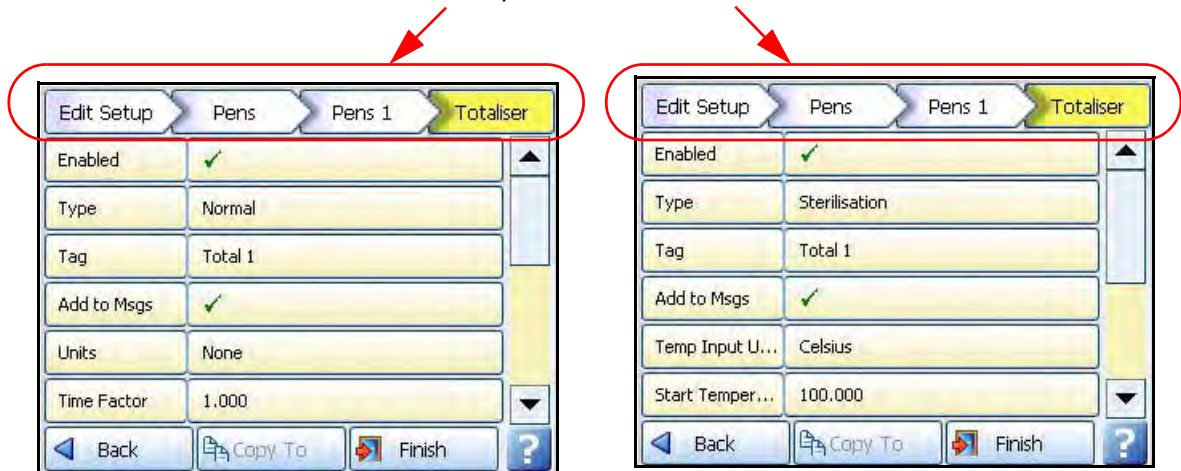 Edit Setup Pens Pens 1 Totaliser
Enabled ✓
Type Normal
Tag Total 1
Add to Msgs ✓
Units None
Time Factor 1.000
Back Copy To Finish ?
Edit Setup Pens Pens 1 Totaliser
Enabled ✓
Type Sterilisation
Tag Total 1
Add to Msgs ✓
Temp Input U... Celsius
Start Temper... 100.000
Back Copy To Finish ?